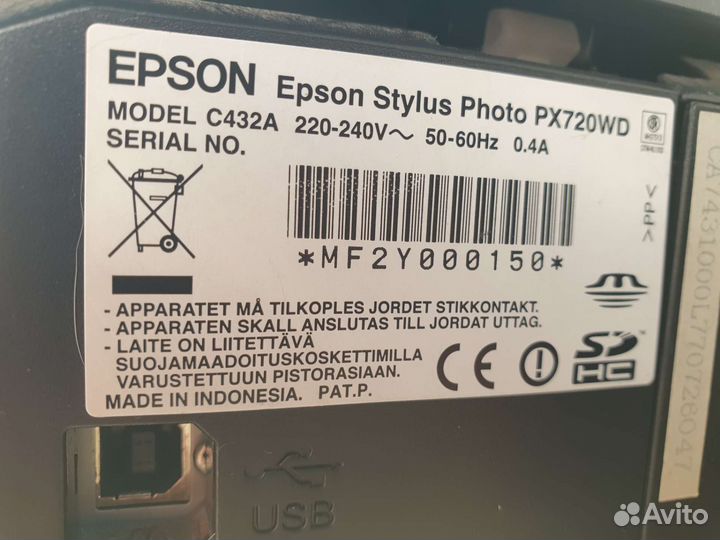 EPSON Epson Stylus Photo PX720WD
MODEL C432A 220-240V~ 50-60Hz 0.4A
SERIAL NO.
*MF2Y000150*
- APPARATET MÅ TILKOPLES JORDET STIKKONTAKT.
- APPARATEN SKALL ANSLUTAS TILL JORDAT UTTAG.
- LAITE ON LIITETTÄVÄ
SUOJAMAADOITUSKOSKETTIMILLA
VARUSTETTUUN PISTORASIAAN.
MADE IN INDONESIA. PAT.P.
CE
SD HC
>PP<
CA7431000L770728047
USB
Avito